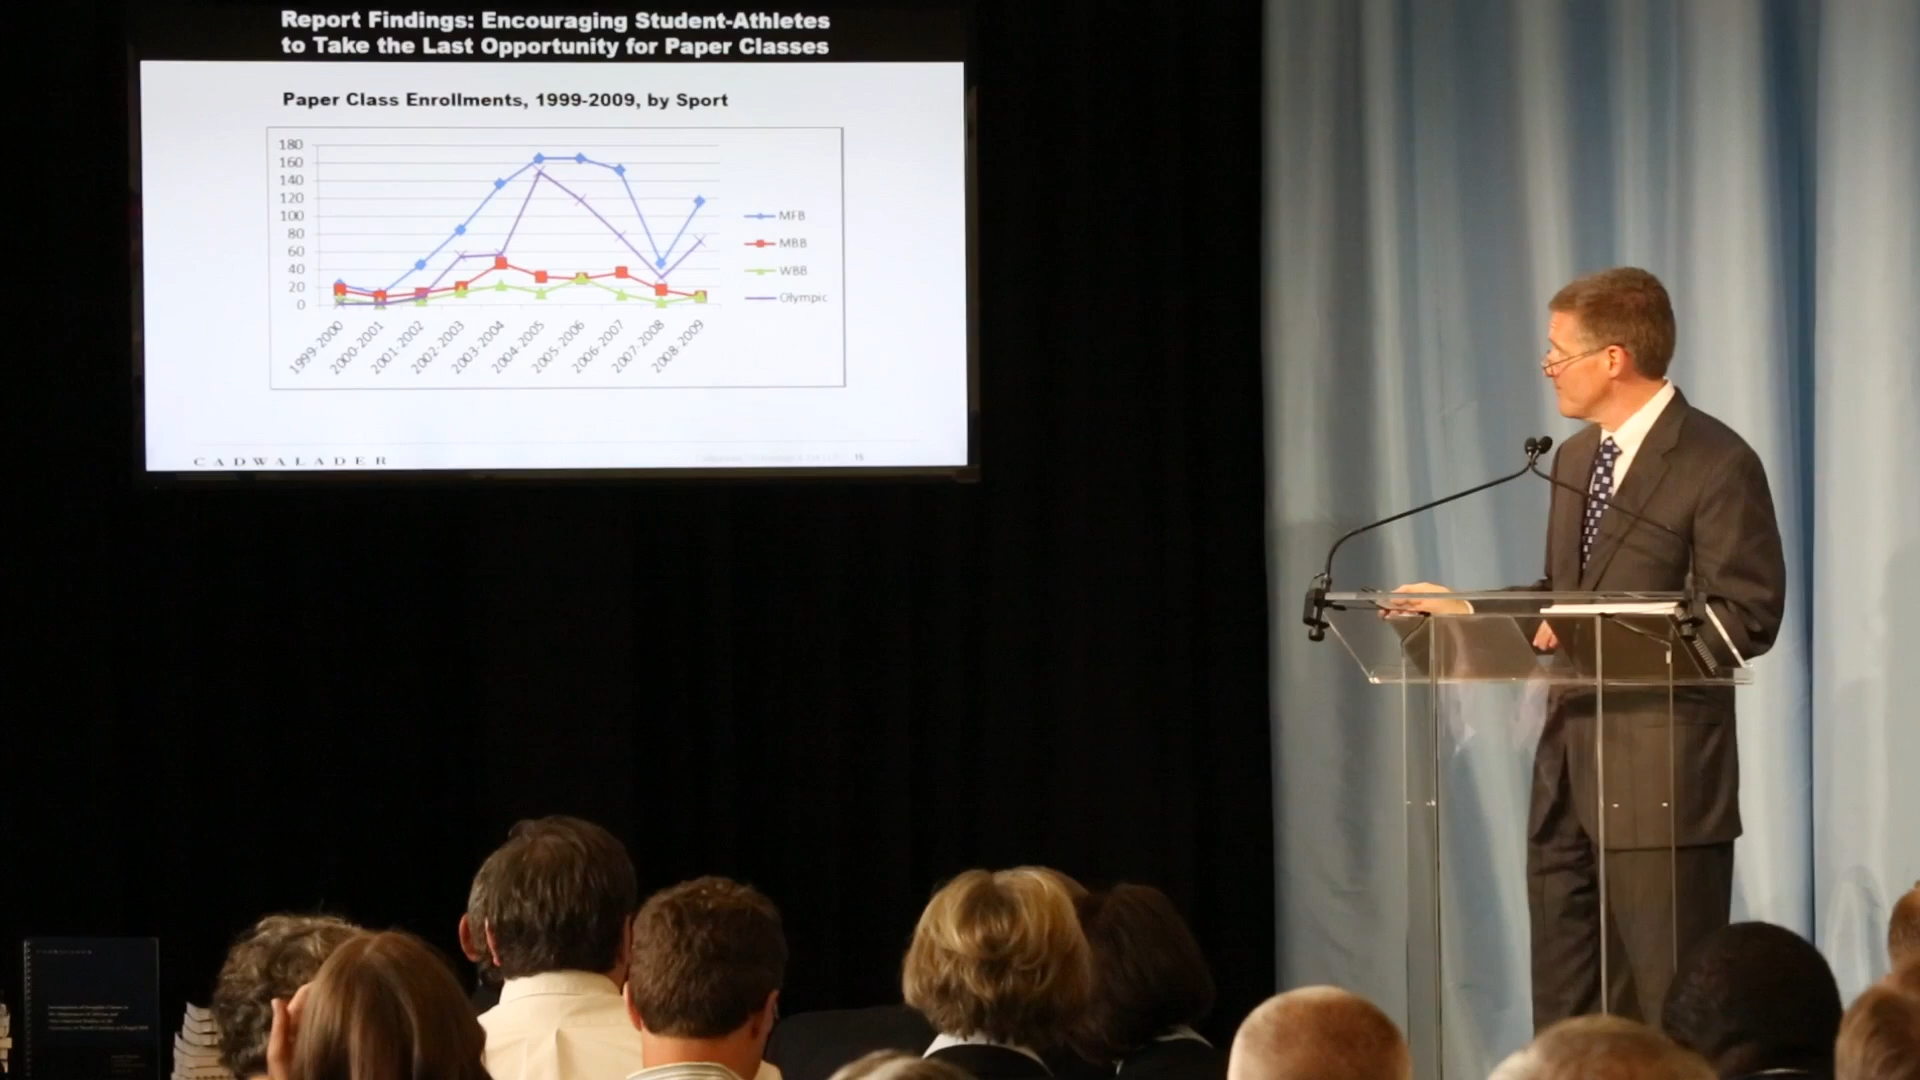 Report Findings: Encouraging Student-Athletes
to Take the Last Opportunity for Paper Classes
Paper Class Enrollments, 1999-2009, by Sport
180
160
140
120
100
80
60
40
20
0
1999-2000
2000-2001
2001-2002
2002-2003
2003-2004
2004-2005
2005-2006
2006-2007
2007-2008
2008-2009
MFB
MBB
WBB
Olympic
CADWALADER
15